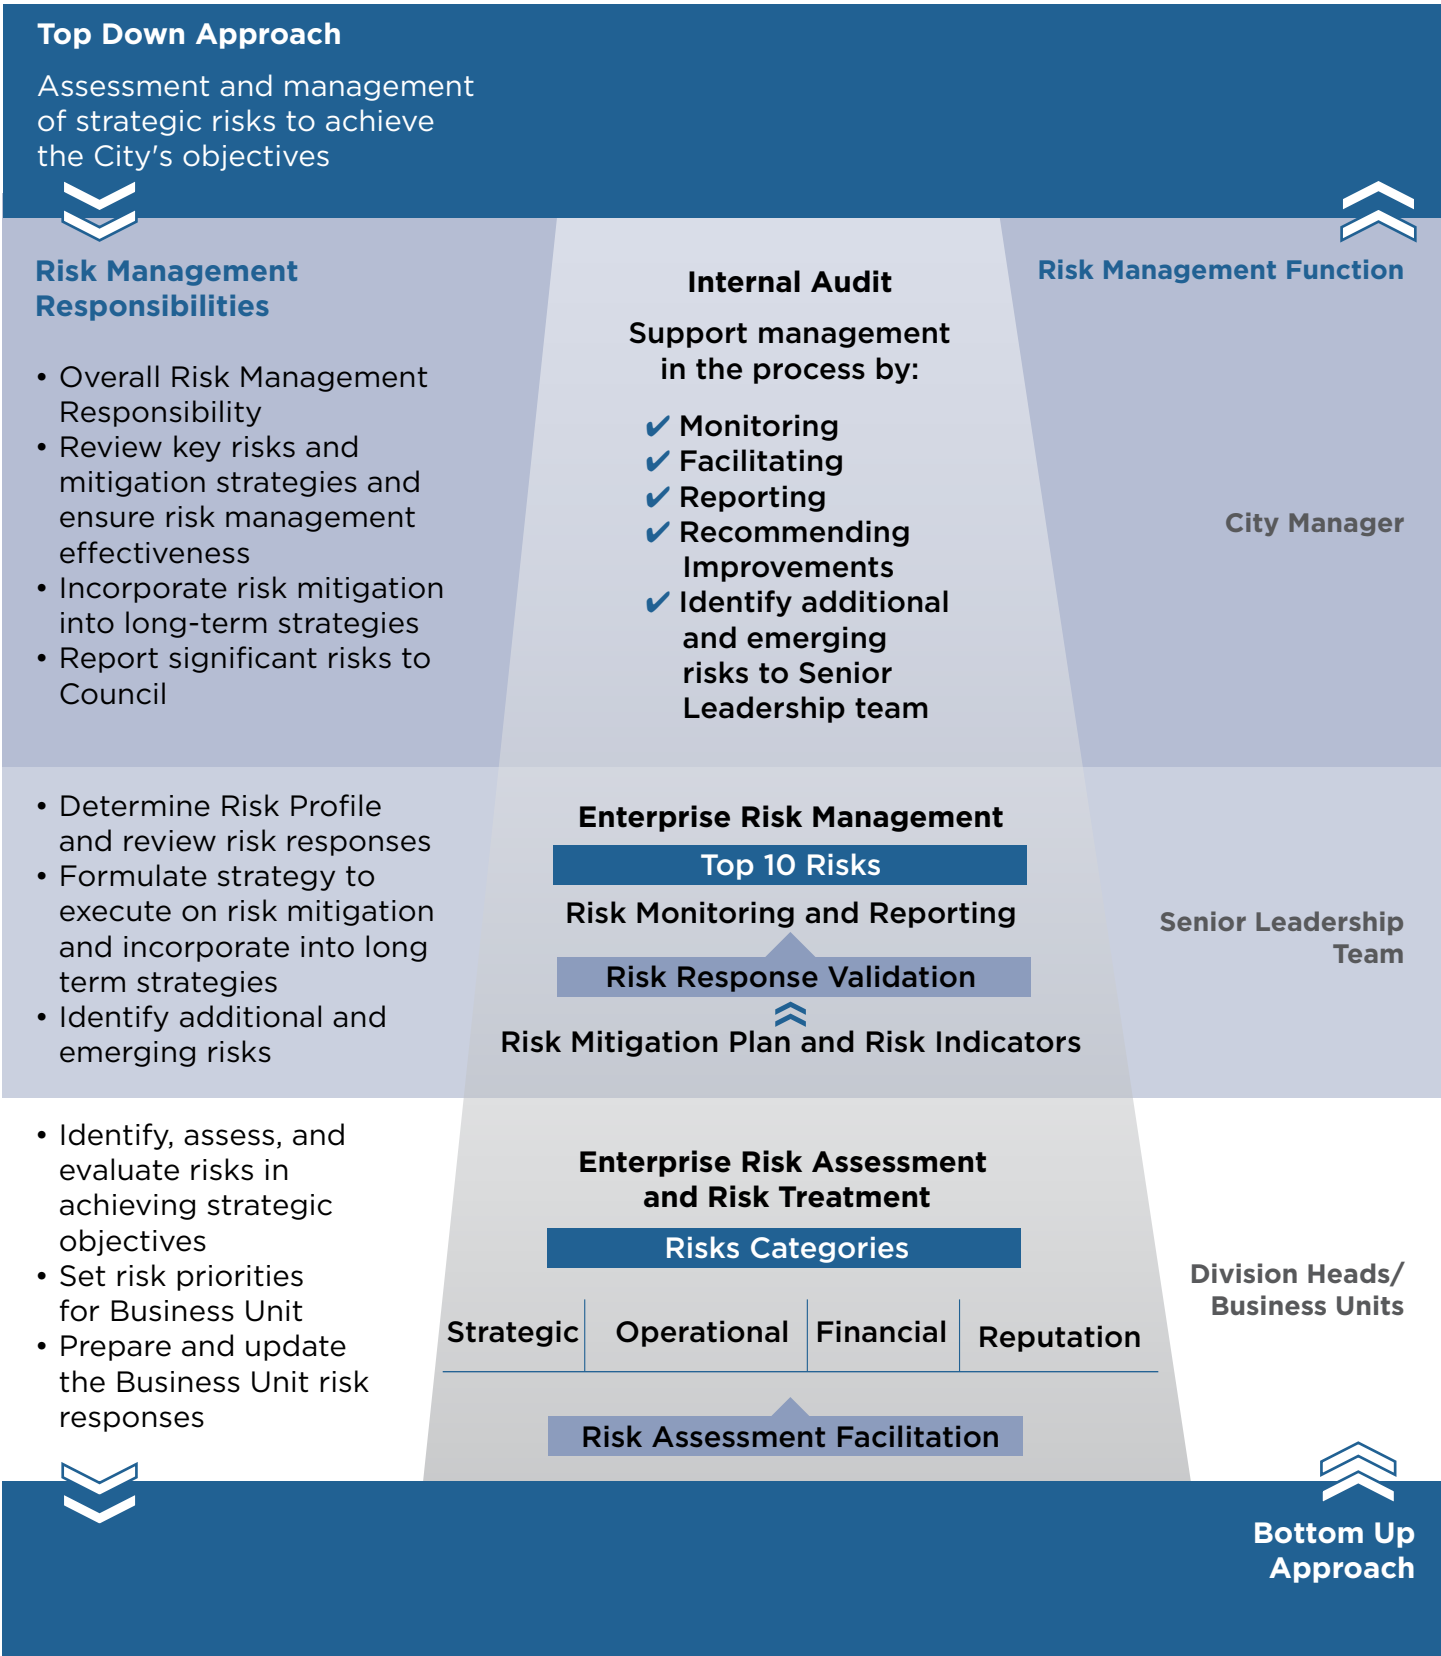 Top Down Approach
Assessment and management
of strategic risks to achieve
the City's objectives
Risk Management
Responsibilities
• Overall Risk Management
Responsibility
• Review key risks and
mitigation strategies and
ensure risk management
effectiveness
• Incorporate risk mitigation
into long-term strategies
• Report significant risks to
Council
Internal Audit
Support management
in the process by:
✔ Monitoring
✔ Facilitating
✔ Reporting
✔ Recommending
Improvements
✔ Identify additional
and emerging
risks to Senior
Leadership team
Risk Management Function
City Manager
• Determine Risk Profile
and review risk responses
• Formulate strategy to
execute on risk mitigation
and incorporate into long
term strategies
• Identify additional and
emerging risks
Enterprise Risk Management
Top 10 Risks
Risk Monitoring and Reporting
Risk Response Validation
Risk Mitigation Plan and Risk Indicators
Senior Leadership
Team
• Identify, assess, and
evaluate risks in
achieving strategic
objectives
• Set risk priorities
for Business Unit
• Prepare and update
the Business Unit risk
responses
Enterprise Risk Assessment
and Risk Treatment
Risks Categories
Strategic Operational Financial Reputation
Risk Assessment Facilitation
Division Heads/
Business Units
Bottom Up
Approach